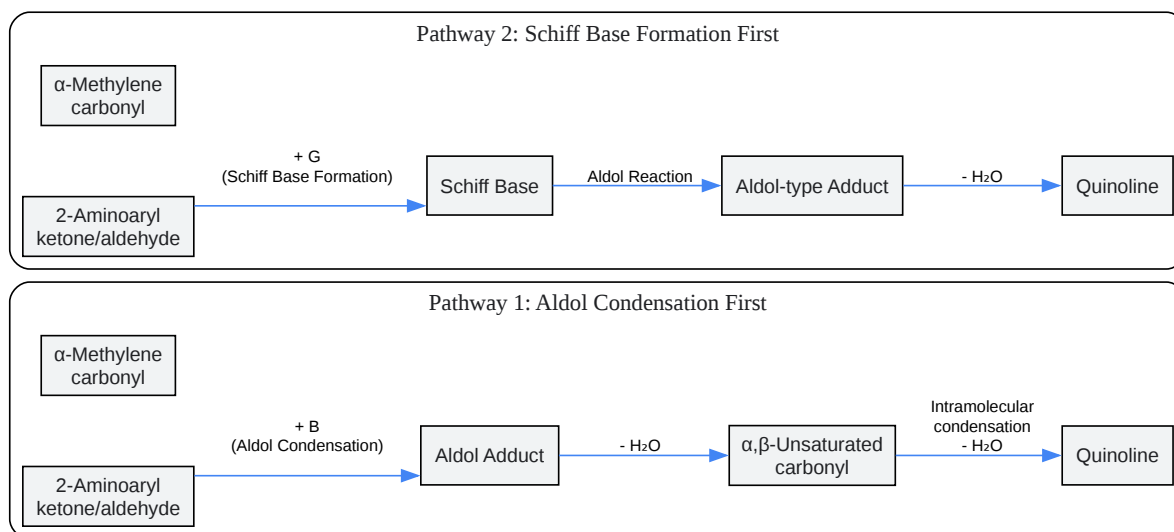 Pathway 2: Schiff Base Formation First
α-Methylene
carbonyl
+ G
(Schiff Base Formation)
2-Aminoaryl
ketone/aldehyde
Schiff Base
Aldol Reaction
Aldol-type Adduct
- H₂O
Quinoline
Pathway 1: Aldol Condensation First
α-Methylene
carbonyl
+ B
(Aldol Condensation)
2-Aminoaryl
ketone/aldehyde
Aldol Adduct
- H₂O
α,β-Unsaturated
carbonyl
Intramolecular
condensation
- H₂O
Quinoline